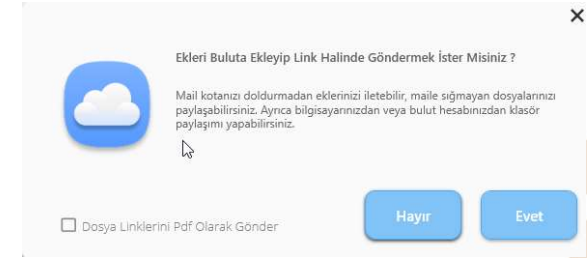 Ekleri Buluta Ekleyip Link Halinde Göndermek İster Misiniz ?
Mail kotanızı doldurmadan eklerinizi iletebilir, maile sığmayan dosyalarınızı
paylaşabilirsiniz. Ayrıca bilgisayarınızdan veya bulut hesabınızdan klasör
paylaşımı yapabilirsiniz.
Dosya Linklerini Pdf Olarak Gönder
Hayır
Evet